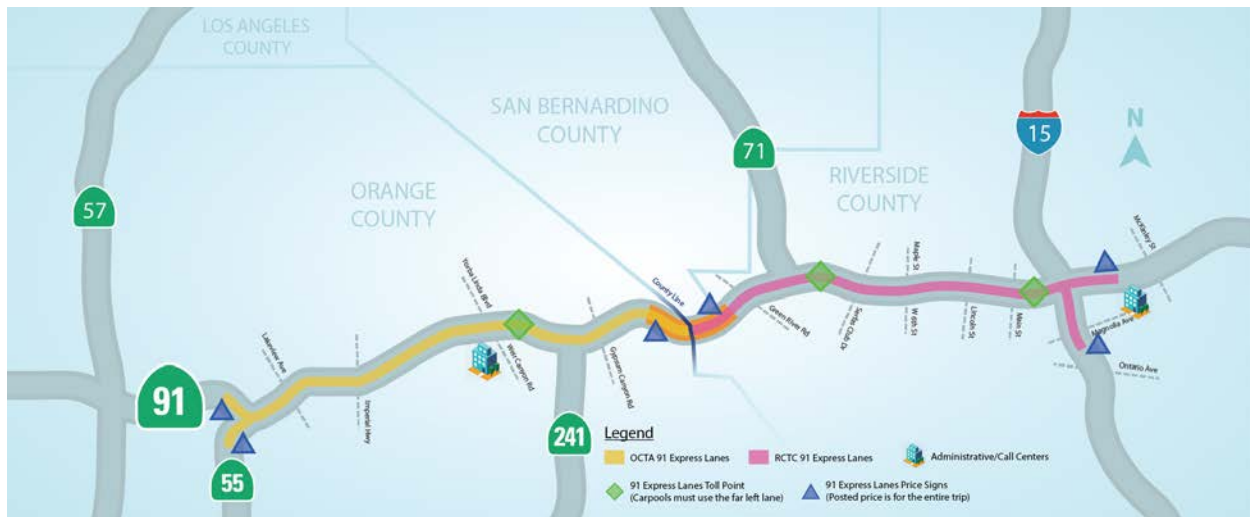 LOS ANGELES
COUNTY
SAN BERNARDINO
COUNTY
ORANGE
COUNTY
RIVERSIDE
COUNTY
N
57
71
15
91
55
241
Lakeview Ave
Imperial Hwy
Yorba Linda Blvd
Weir Canyon Rd
Gypsum Canyon Rd
County Line
Green River Rd
Serfas Club Dr
Maple St
W 6th St
Lincoln St
Main St
McKinley St
Magnolia Ave
Ontario Ave
Legend
OCTA 91 Express Lanes
RCTC 91 Express Lanes
Administrative/Call Centers
91 Express Lanes Toll Point
(Carpools must use the far left lane)
91 Express Lanes Price Signs
(Posted price is for the entire trip)